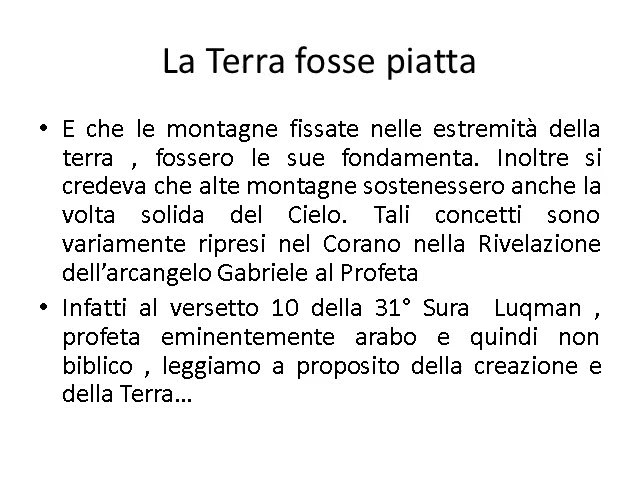 La Terra fosse piatta
• E che le montagne fissate nelle estremità della
terra , fossero le sue fondamenta. Inoltre si
credeva che alte montagne sostenessero anche la
volta solida del Cielo. Tali concetti sono
variamente ripresi nel Corano nella Rivelazione
dell’arcangelo Gabriele al Profeta
• Infatti al versetto 10 della 31° Sura Luqman ,
profeta eminentemente arabo e quindi non
biblico , leggiamo a proposito della creazione e
della Terra…